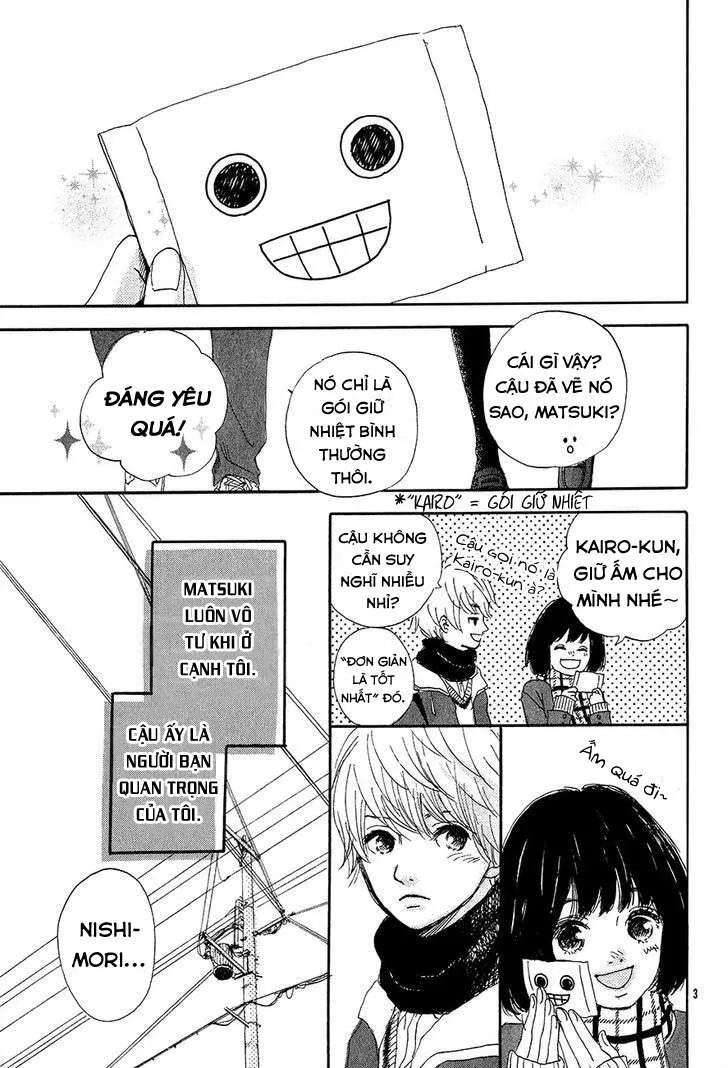 CÁI GÌ VẬY?
CẬU ĐÃ VẼ NÓ
SAO, MATSUKI?
NÓ CHỈ LÀ
GÓI GIỮ
NHIỆT BÌNH
THƯỜNG
THÔI.
ĐÁNG YÊU
QUÁ!
*"KAIRO" = GÓI GIỮ NHIỆT
KAIRO-KUN,
GIỮ ẤM CHO
MÌNH NHÉ~
Cậu gọi nó là
Kairo-kun à?
CẬU KHÔNG
CẦN SUY
NGHĨ NHIỀU
NHỈ?
"ĐƠN GIẢN
LÀ TỐT
NHẤT" ĐÓ.
MATSUKI
LUÔN VÔ
TƯ KHI Ở
CẠNH TÔI.
CẬU ẤY LÀ
NGƯỜI BẠN
QUAN TRỌNG
CỦA TÔI.
Ấm quá đi~
NISHI-
MORI...
3